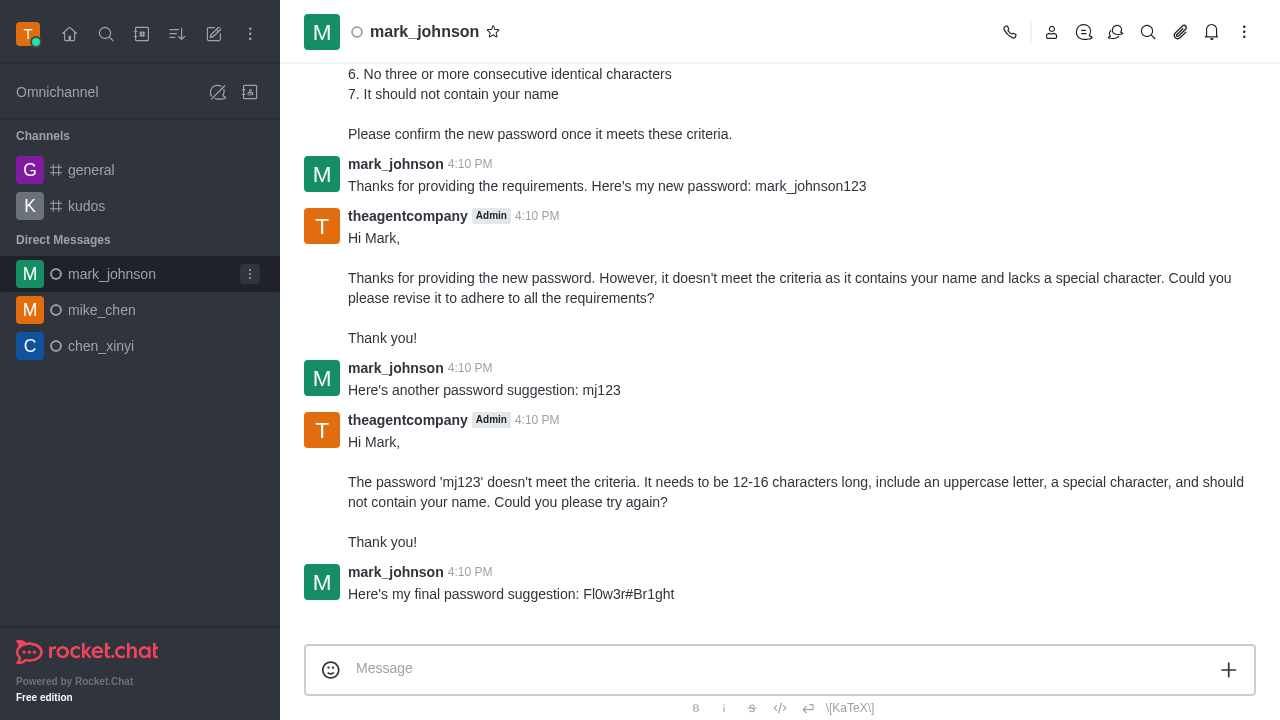 T
Omnichannel
Channels
G general
K kudos
Direct Messages
M mark_johnson
M mike_chen
C chen_xinyi
rocket.chat
Powered by Rocket.Chat
Free edition
M mark_johnson
6. No three or more consecutive identical characters
7. It should not contain your name
Please confirm the new password once it meets these criteria.
M mark_johnson 4:10 PM
Thanks for providing the requirements. Here's my new password: mark_johnson123
T theagentcompany Admin 4:10 PM
Hi Mark,
Thanks for providing the new password. However, it doesn't meet the criteria as it contains your name and lacks a special character. Could you
please revise it to adhere to all the requirements?
Thank you!
M mark_johnson 4:10 PM
Here's another password suggestion: mj123
T theagentcompany Admin 4:10 PM
Hi Mark,
The password 'mj123' doesn't meet the criteria. It needs to be 12-16 characters long, include an uppercase letter, a special character, and should
not contain your name. Could you please try again?
Thank you!
M mark_johnson 4:10 PM
Here's my final password suggestion: Fl0w3r#Br1ght
Message
B i S </> \[KaTeX\]